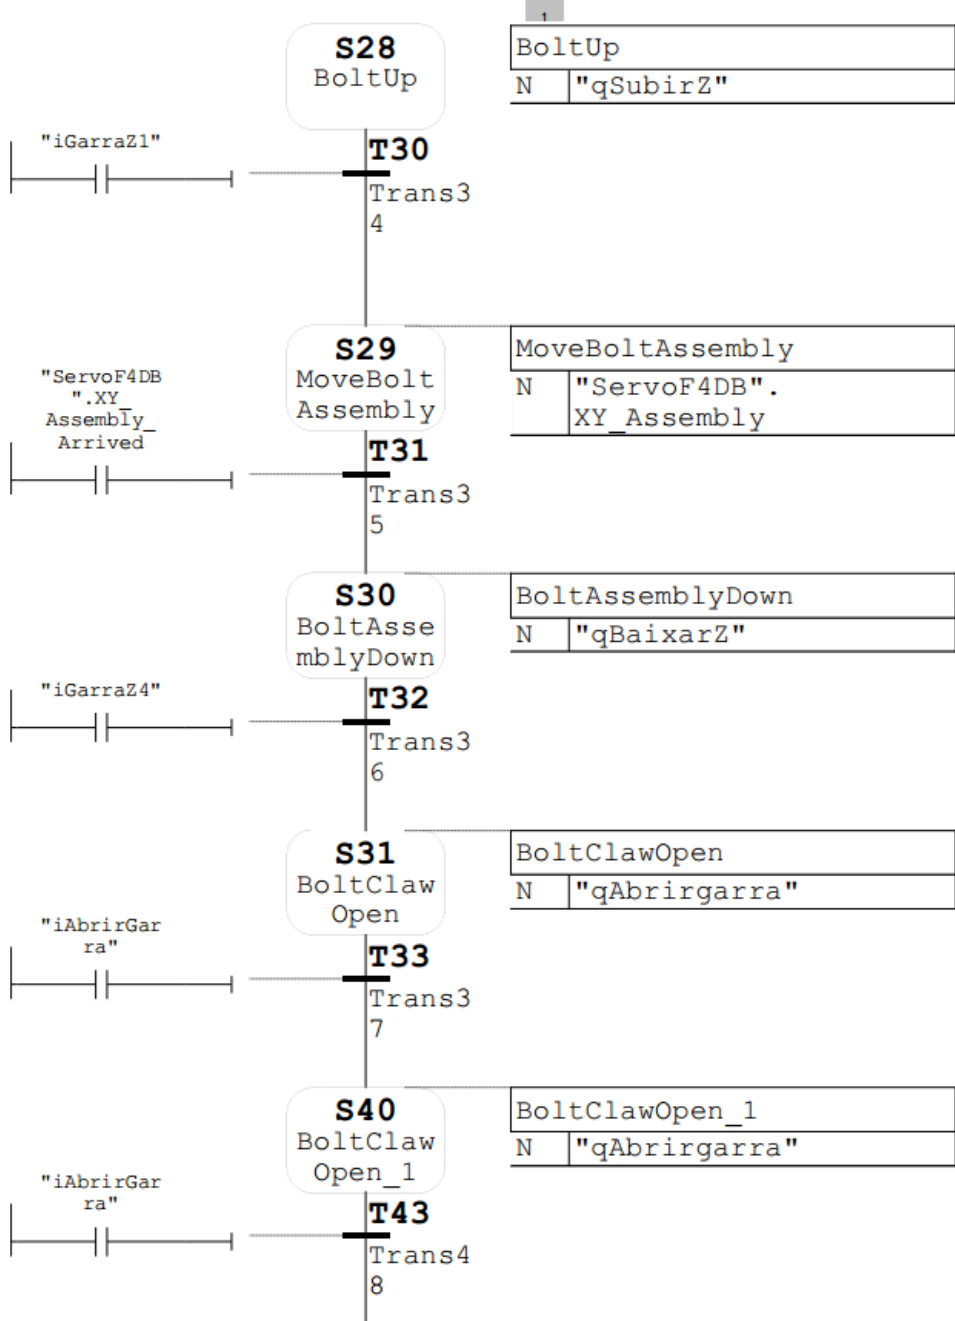 1
S28
BoltUp
BoltUp
N "qSubirZ"
"iGarraZ1"
T30
Trans3
4
S29
MoveBolt
Assembly
MoveBoltAssembly
N "ServoF4DB".
XY_Assembly
"ServoF4DB
".XY_
Assembly_
Arrived
T31
Trans3
5
S30
BoltAsse
mblyDown
BoltAssemblyDown
N "qBaixarZ"
"iGarraZ4"
T32
Trans3
6
S31
BoltClaw
Open
BoltClawOpen
N "qAbrirgarra"
"iAbrirGar
ra"
T33
Trans3
7
S40
BoltClaw
Open_1
BoltClawOpen_1
N "qAbrirgarra"
"iAbrirGar
ra"
T43
Trans4
8